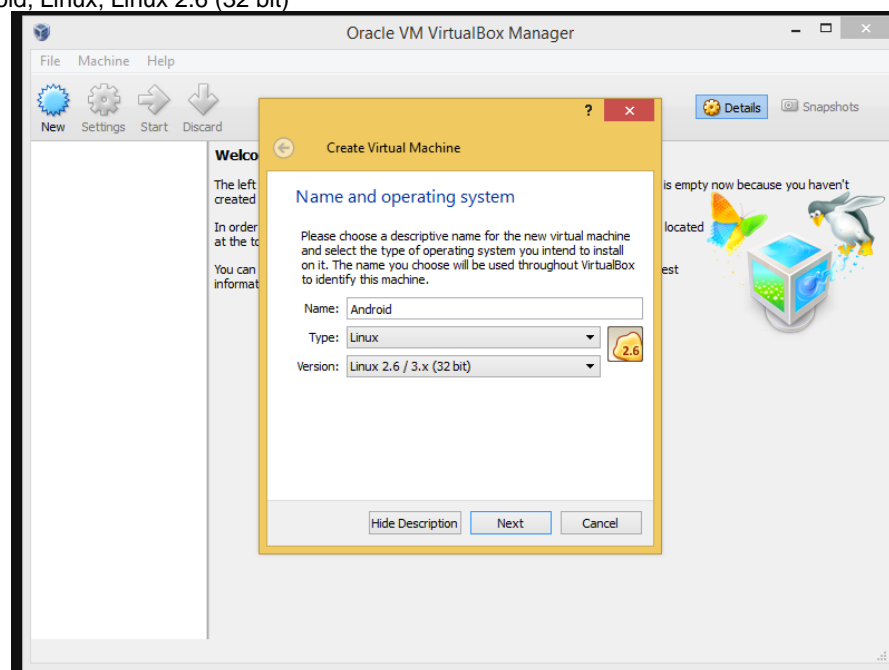 Linux, Linux 2.6 (32 bit)
Oracle VM VirtualBox Manager
File Machine Help
New Settings Start Discard
Details Snapshots
? ×
Create Virtual Machine
Welco
The left
created
In order
at the to
You can
informat
is empty now because you haven't
located
est
Name and operating system
Please choose a descriptive name for the new virtual machine
and select the type of operating system you intend to install
on it. The name you choose will be used throughout VirtualBox
to identify this machine.
Name: Android
Type: Linux
2.6
Version: Linux 2.6 / 3.x (32 bit)
Hide Description Next Cancel